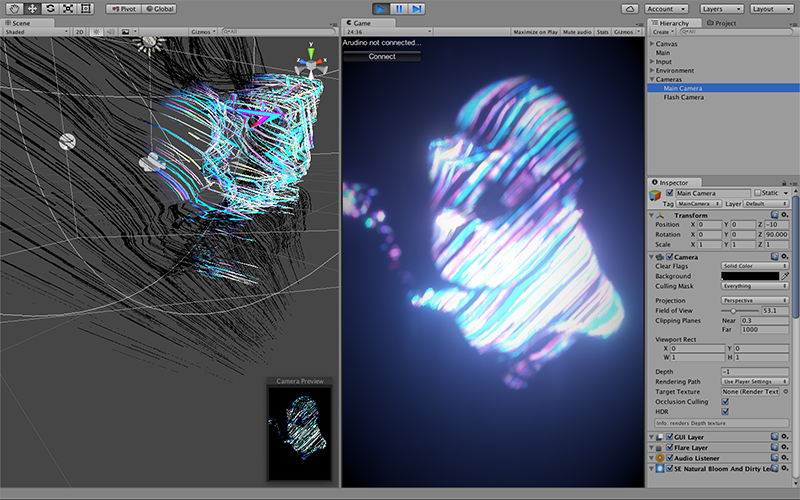 Pivot Global Account Layers Layout
Scene
Shaded 2D Gizmos All
Game
24:36 Maximize on Play Mute audio Stats Gizmos
Arudino not connected...
Connect
Camera Preview
Hierarchy Project
Create All
Canvas
Main
Input
Environment
Cameras
Main Camera
Flash Camera
Inspector
Main Camera Static
Tag MainCamera Layer Default
Transform
Position X 0 Y 0 Z -10
Rotation X 0 Y 0 Z 90.000
Scale X 1 Y 1 Z 1
Camera
Clear Flags Solid Color
Background
Culling Mask Everything
Projection Perspective
Field of View 53.1
Clipping Planes Near 0.3
Far 1000
Viewport Rect
X 0 Y 0
W 1 H 1
Depth -1
Rendering Path Use Player Settings
Target Texture None (Render Text
Occlusion Culling
HDR
Info: renders Depth texture
GUI Layer
Flare Layer
Audio Listener
SE Natural Bloom And Dirty Le